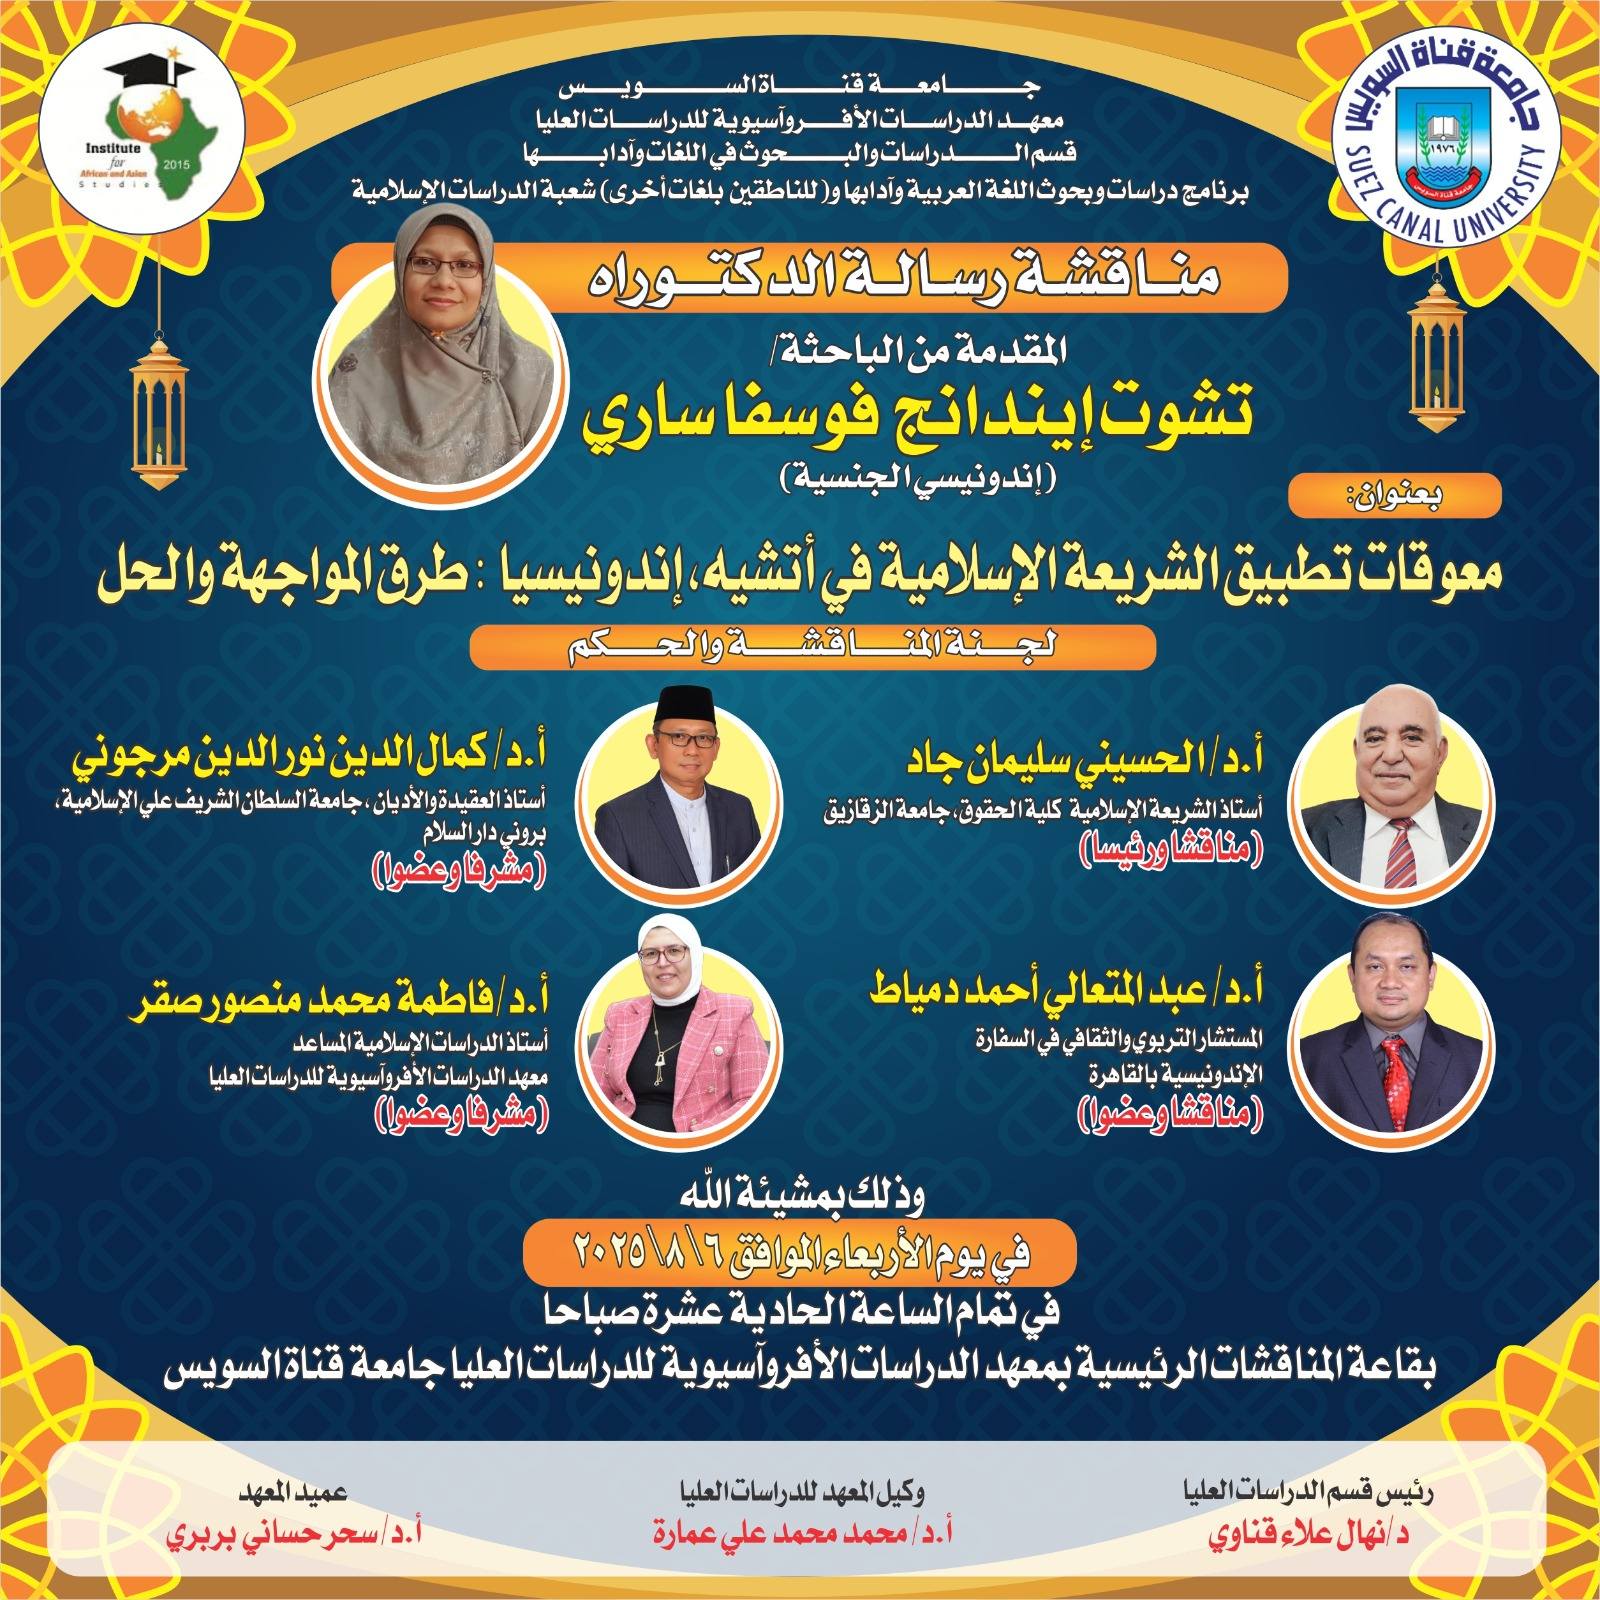 Institute
for
African and Asian
Studies
2015
جامعة قناة السويس
١٩٧٦
جامعة قناة السويس
SUEZ CANAL UNIVERSITY
جامعة قناة السويس
معهد الدراسات الأفروآسيوية للدراسات العليا
قسم الدراسات والبحوث في اللغات وآدابها
برنامج دراسات وبحوث اللغة العربية وآدابها و( للناطقين بلغات أخرى) شعبة الدراسات الإسلامية
مناقشة رسالة الدكتوراه
المقدمة من الباحثة/
تشوت إيندانج فوسفا ساري
(إندونيسي الجنسية)
بعنوان:
معوقات تطبيق الشريعة الإسلامية في أتشيه، إندونيسيا : طرق المواجهة والحل
لجنة المناقشة والحكم
أ.د/ الحسيني سليمان جاد
أستاذ الشريعة الإسلامية كلية الحقوق، جامعة الزقازيق
(مناقشا ورئيسا)
أ.د/ كمال الدين نور الدين مرجوني
أستاذ العقيدة والأديان ، جامعة السلطان الشريف علي الإسلامية،
بروني دار السلام
(مشرفا وعضوا)
أ.د/ عبد المتعالي أحمد دمياط
المستشار التربوي والثقافي في السفارة
الإندونيسية بالقاهرة
(مناقشا وعضوا)
أ.د/فاطمة محمد منصور صقر
أستاذ الدراسات الإسلامية المساعد
معهد الدراسات الأفروآسيوية للدراسات العليا
(مشرفا وعضوا)
وذلك بمشيئة الله
في يوم الأربعاء الموافق ٦\٨\٢٠٢٥
في تمام الساعة الحادية عشرة صباحا
بقاعة المناقشات الرئيسية بمعهد الدراسات الأفروآسيوية للدراسات العليا جامعة قناة السويس
رئيس قسم الدراسات العليا
د/نهال علاء قناوي
وكيل المعهد للدراسات العليا
أ.د/ محمد محمد علي عمارة
عميد المعهد
أ.د/سحر حساني بربري